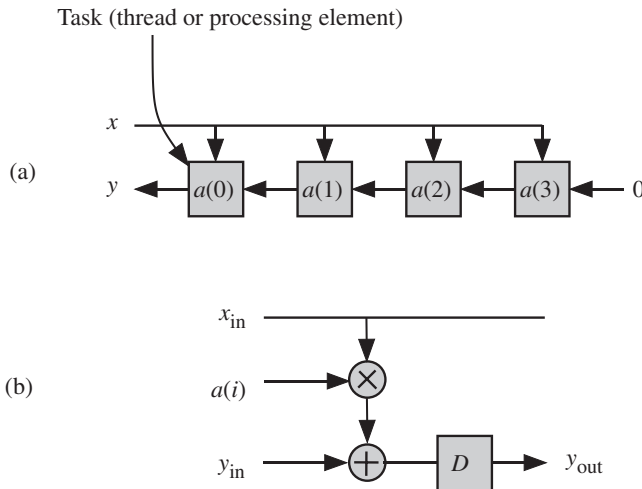 Task (thread or processing element)
x
(a)
y a(0) a(1) a(2) a(3) 0
x_in
(b)
a(i) ×
y_in + D y_out